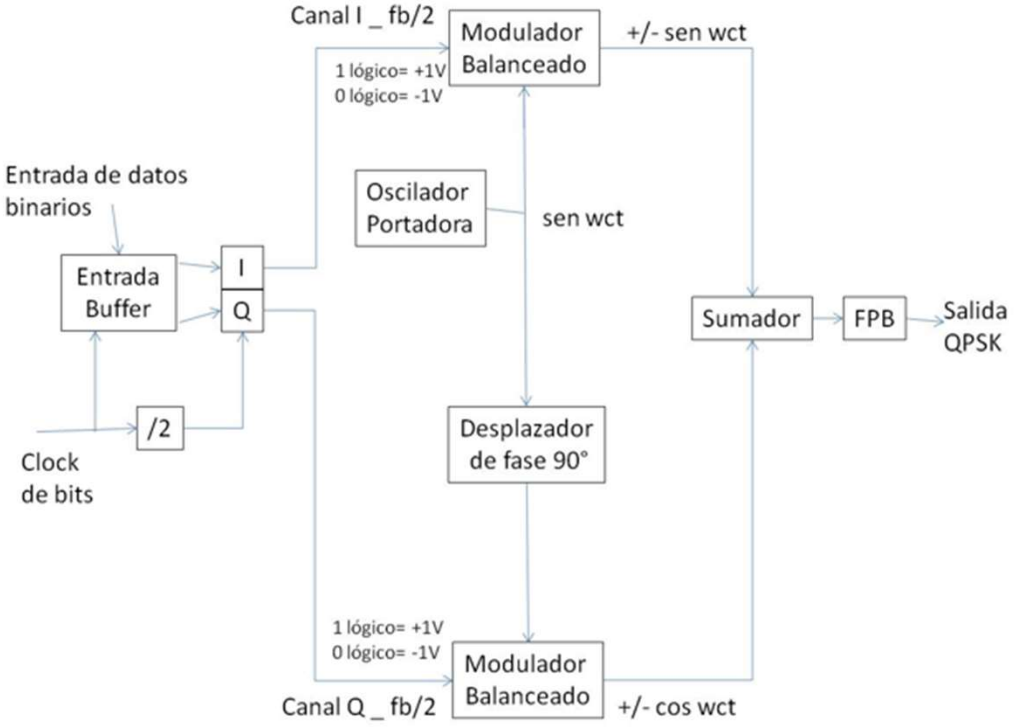 Canal I _ fb/2
Modulador
Balanceado
+/- sen wct
1 lógico= +1V
0 lógico= -1V
Entrada de datos
binarios
Oscilador
Portadora
sen wct
Entrada
Buffer
I
Q
Sumador
FPB
Salida
QPSK
/2
Clock
de bits
Desplazador
de fase 90°
1 lógico= +1V
0 lógico= -1V
Modulador
Balanceado
Canal Q _ fb/2
+/- cos wct